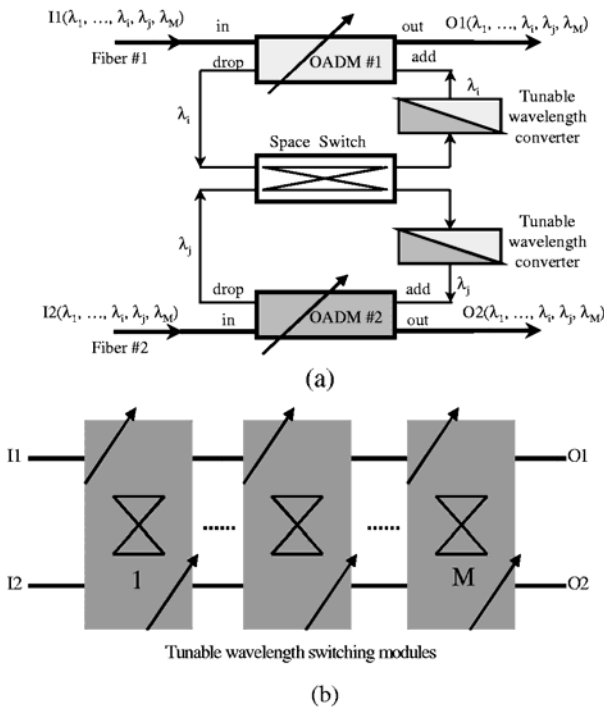 I1(λ1, …, λi, λj, λM) in out O1(λ1, …, λi, λj, λM)
Fiber #1 drop OADM #1 add
λi λi Tunable
wavelength
converter
Space Switch
Tunable
wavelength
converter
λj λj
drop add
I2(λ1, …, λi, λj, λM) in OADM #2 out O2(λ1, …, λi, λj, λM)
Fiber #2
(a)
I1 O1
...... ......
1 M
I2 O2
Tunable wavelength switching modules
(b)